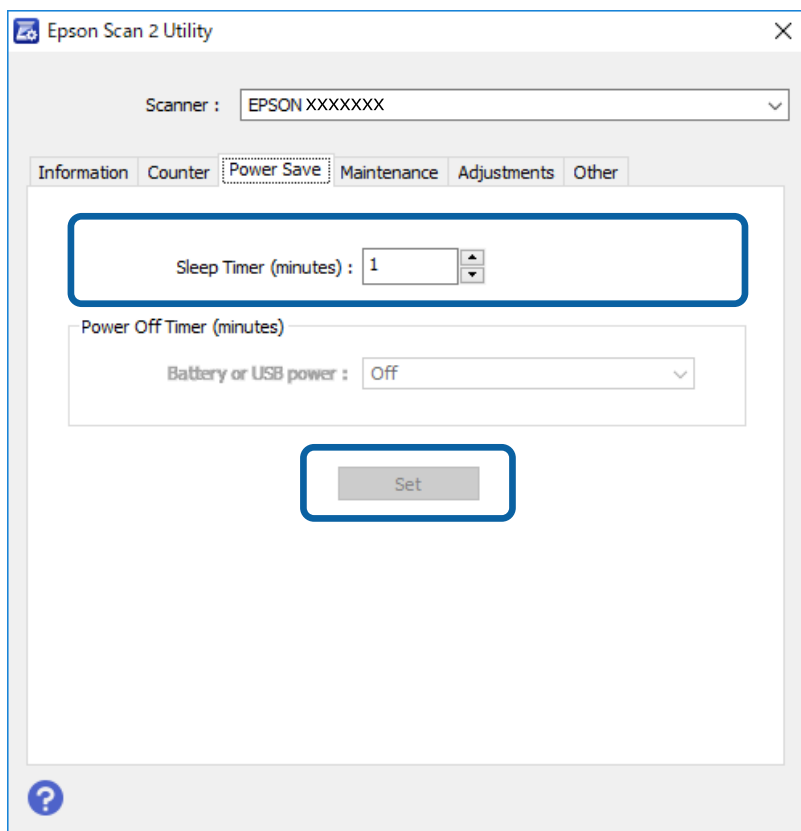 Epson Scan 2 Utility
Scanner : EPSON XXXXXXX
Information Counter Power Save Maintenance Adjustments Other
Sleep Timer (minutes) : 1
Power Off Timer (minutes)
Battery or USB power : Off
Set
?